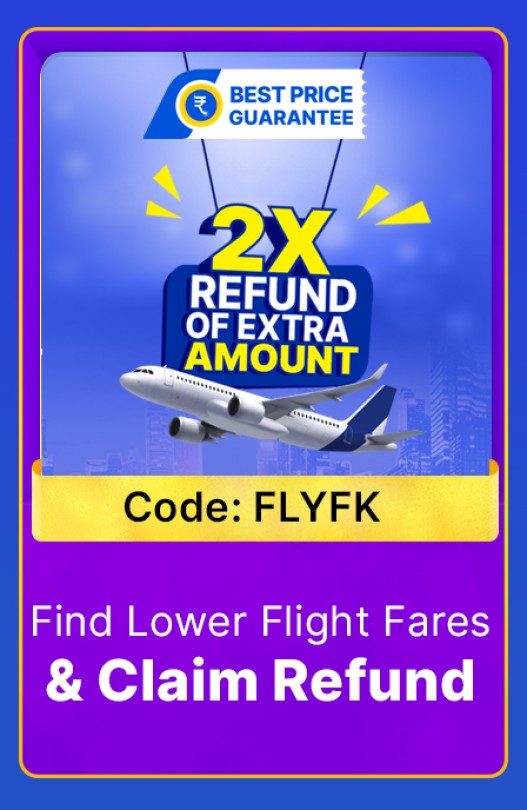 ₹
BEST PRICE
GUARANTEE
2X
REFUND
OF EXTRA
AMOUNT
Code: FLYFK
Find Lower Flight Fares
& Claim Refund